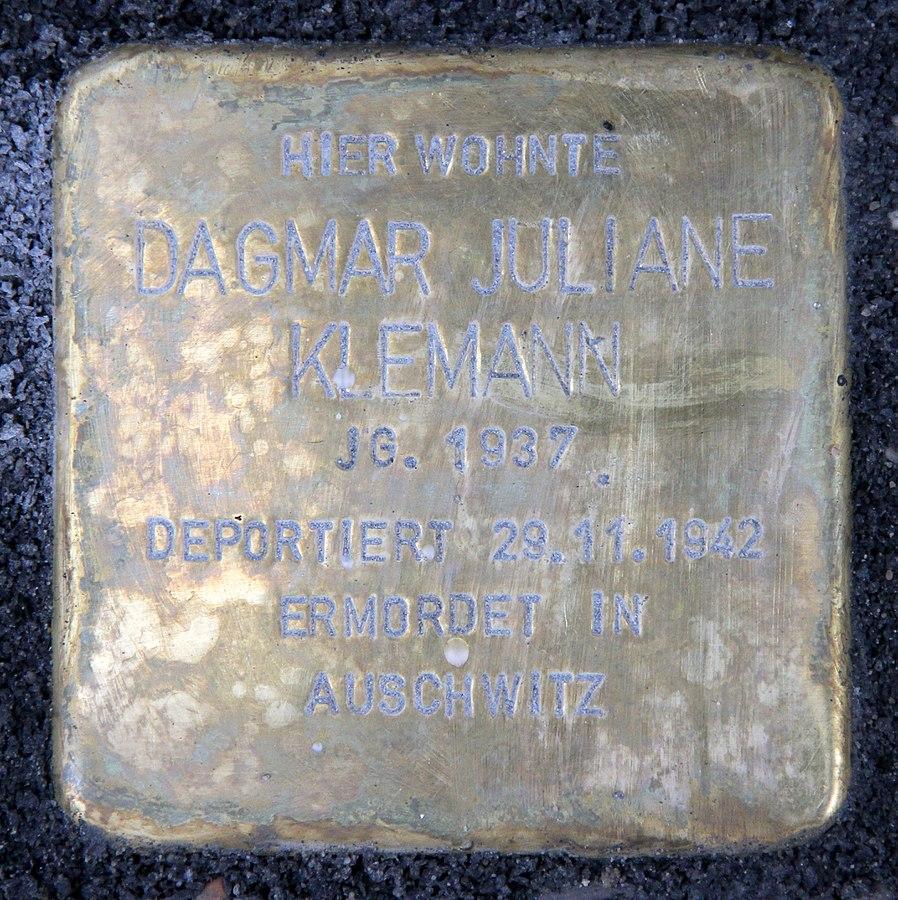 HIER WOHNTE
DAGMAR JULIANE
KLEMANN
JG. 1937
DEPORTIERT 29.11.1942
ERMORDET IN
AUSCHWITZ